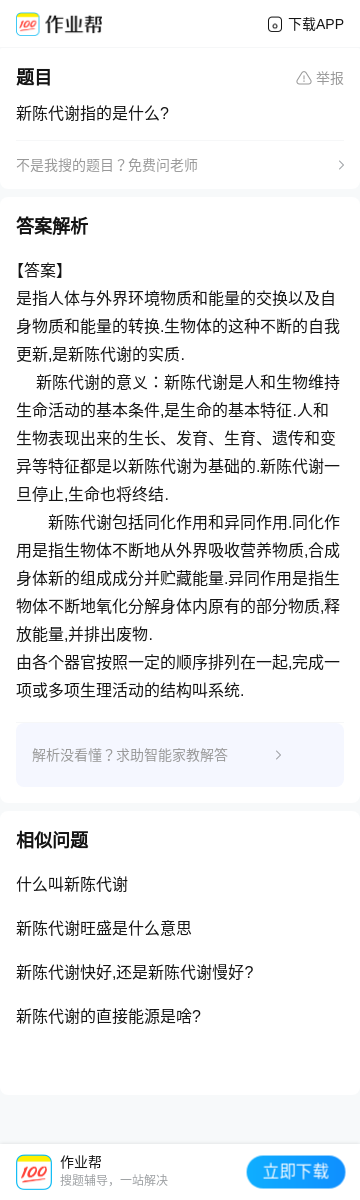 作业帮
下载APP
题目
举报
新陈代谢指的是什么?
不是我搜的题目？免费问老师
答案解析
【答案】
是指人体与外界环境物质和能量的交换以及自
身物质和能量的转换.生物体的这种不断的自我
更新,是新陈代谢的实质.
新陈代谢的意义：新陈代谢是人和生物维持
生命活动的基本条件,是生命的基本特征.人和
生物表现出来的生长、发育、生育、遗传和变
异等特征都是以新陈代谢为基础的.新陈代谢一
旦停止,生命也将终结.
新陈代谢包括同化作用和异同作用.同化作
用是指生物体不断地从外界吸收营养物质,合成
身体新的组成成分并贮藏能量.异同作用是指生
物体不断地氧化分解身体内原有的部分物质,释
放能量,并排出废物.
由各个器官按照一定的顺序排列在一起,完成一
项或多项生理活动的结构叫系统.
解析没看懂？求助智能家教解答
相似问题
什么叫新陈代谢
新陈代谢旺盛是什么意思
新陈代谢快好,还是新陈代谢慢好?
新陈代谢的直接能源是啥?
100
作业帮
搜题辅导，一站解决
立即下载